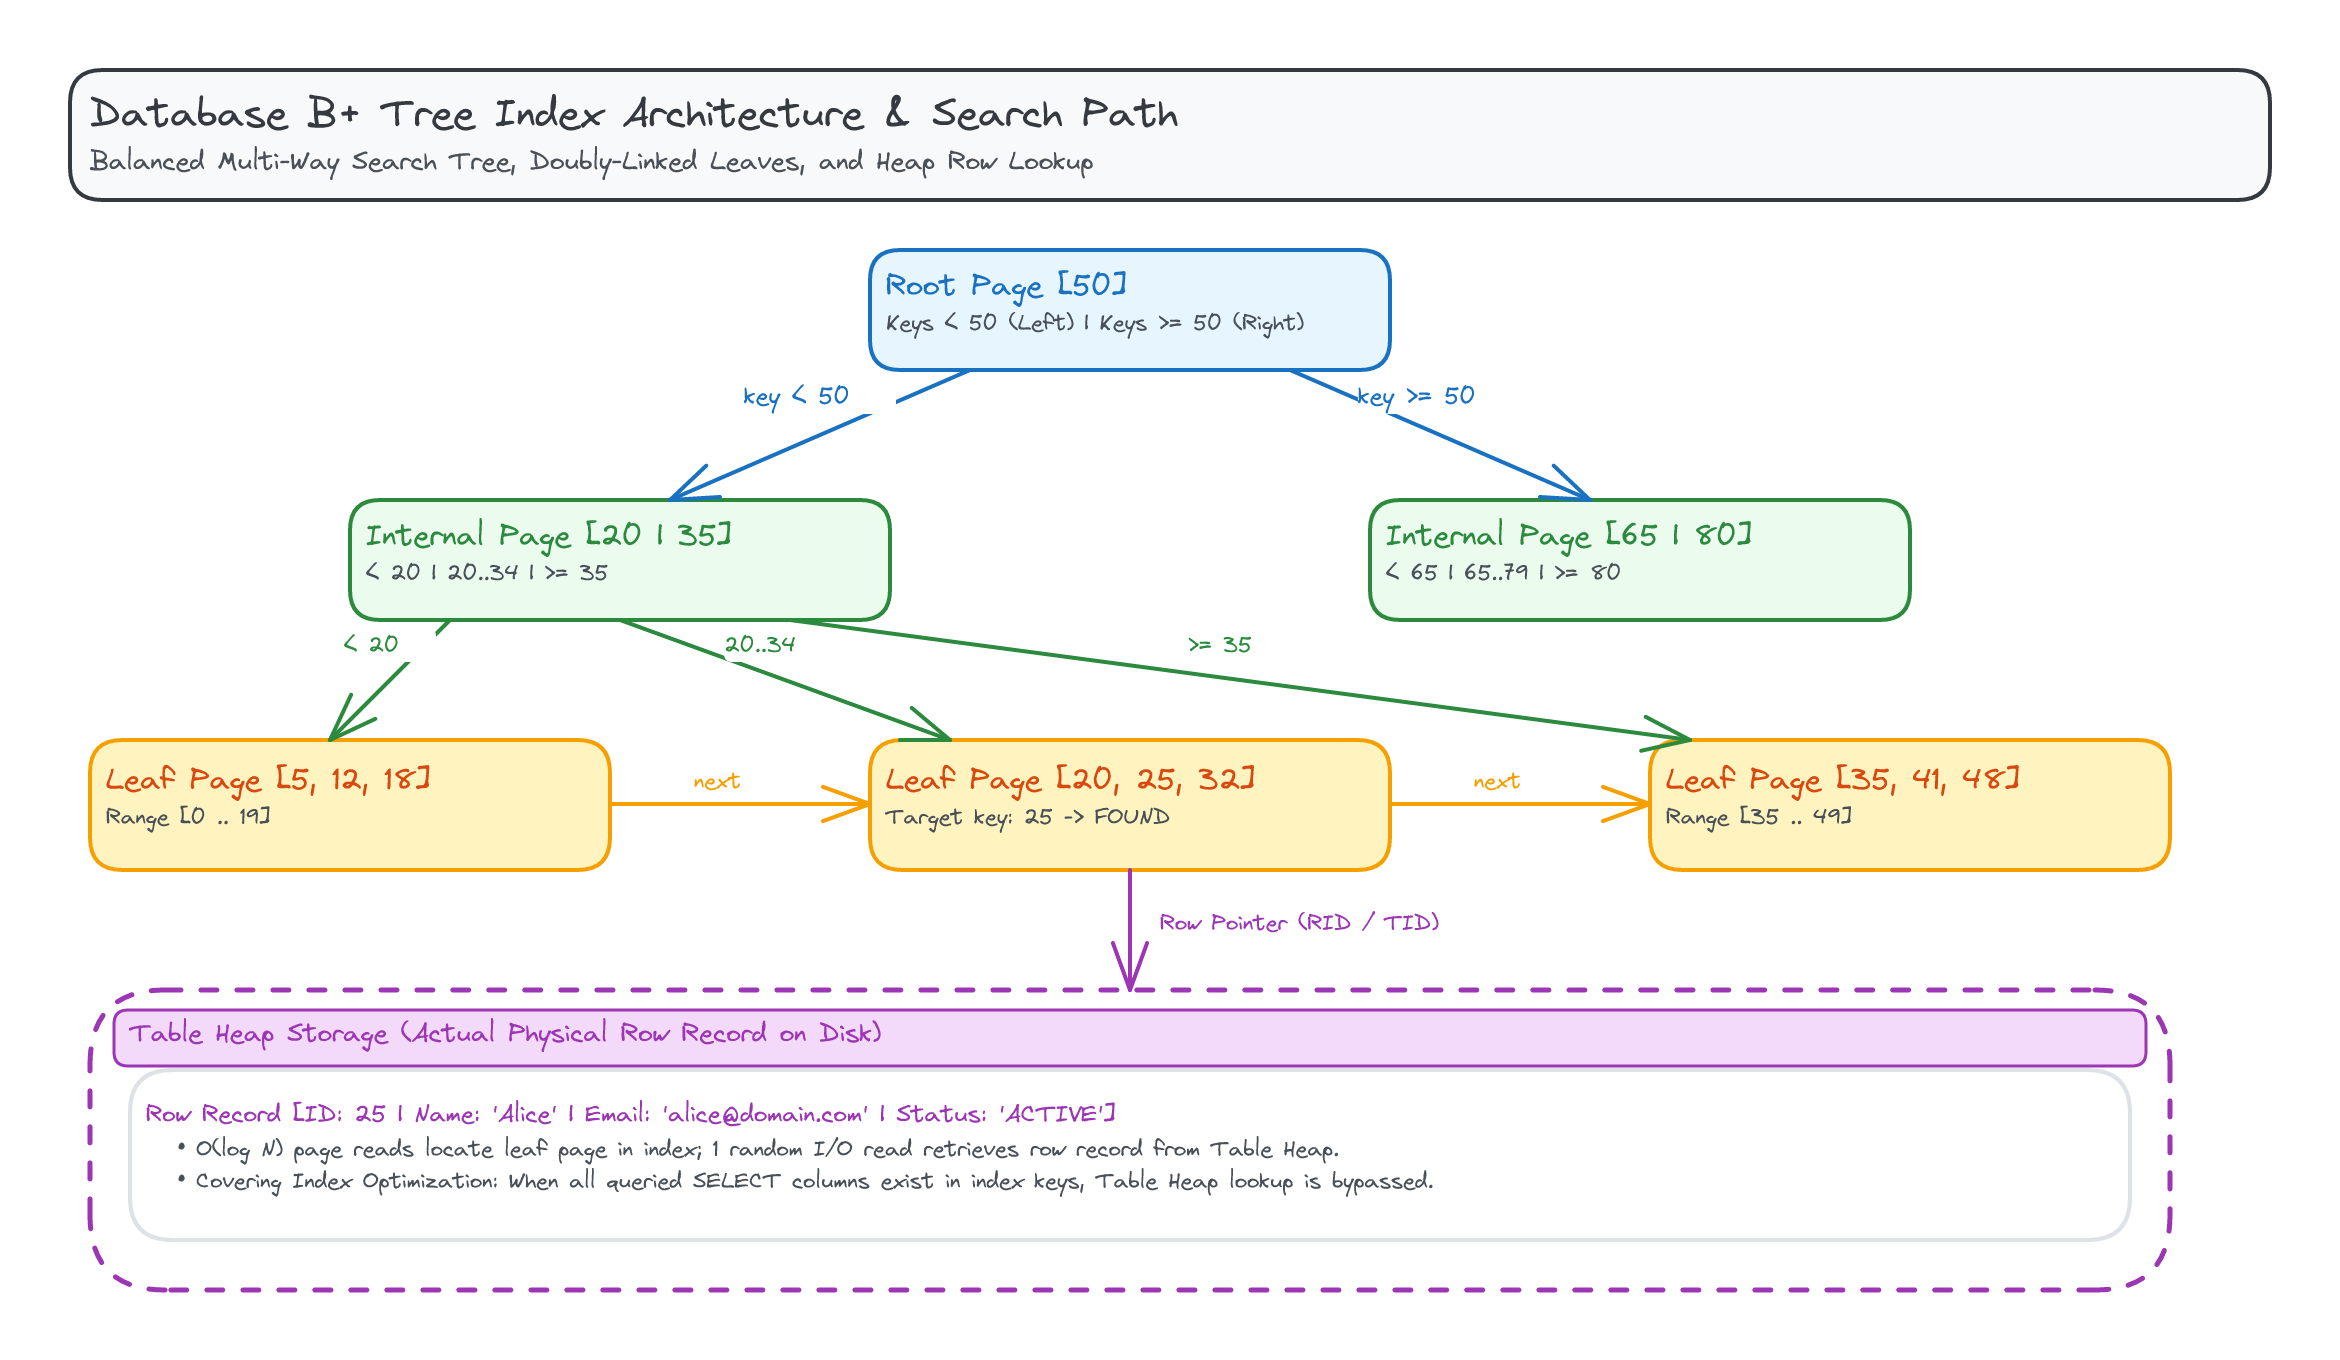 Database B+ Tree Index Architecture & Search Path
Balanced Multi-Way Search Tree, Doubly-Linked Leaves, and Heap Row Lookup
Root Page [50]
Keys < 50 (Left) | Keys >= 50 (Right)
key < 50
key >= 50
Internal Page [20 | 35]
< 20 | 20..34 | >= 35
Internal Page [65 | 80]
< 65 | 65..79 | >= 80
< 20
20..34
>= 35
Leaf Page [5, 12, 18]
Range [0 .. 19]
next
Leaf Page [20, 25, 32]
Target key: 25 -> FOUND
next
Leaf Page [35, 41, 48]
Range [35 .. 49]
Row Pointer (RID / TID)
Table Heap Storage (Actual Physical Row Record on Disk)
Row Record [ID: 25 | Name: 'Alice' | Email: 'alice@domain.com' | Status: 'ACTIVE']
• O(log N) page reads locate leaf page in index; 1 random I/O read retrieves row record from Table Heap.
• Covering Index Optimization: When all queried SELECT columns exist in index keys, Table Heap lookup is bypassed.